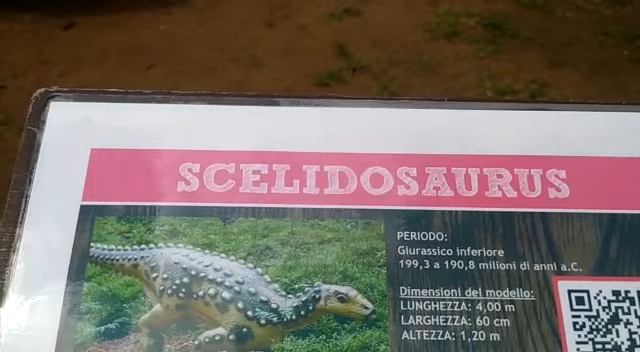 SCELIDOSAURUS
PERIODO:
Giurassico inferiore
199,3 a 190,8 milioni di anni a.C.
Dimensioni del modello:
LUNGHEZZA: 4,00 m
LARGHEZZA: 60 cm
ALTEZZA: 1,20 m